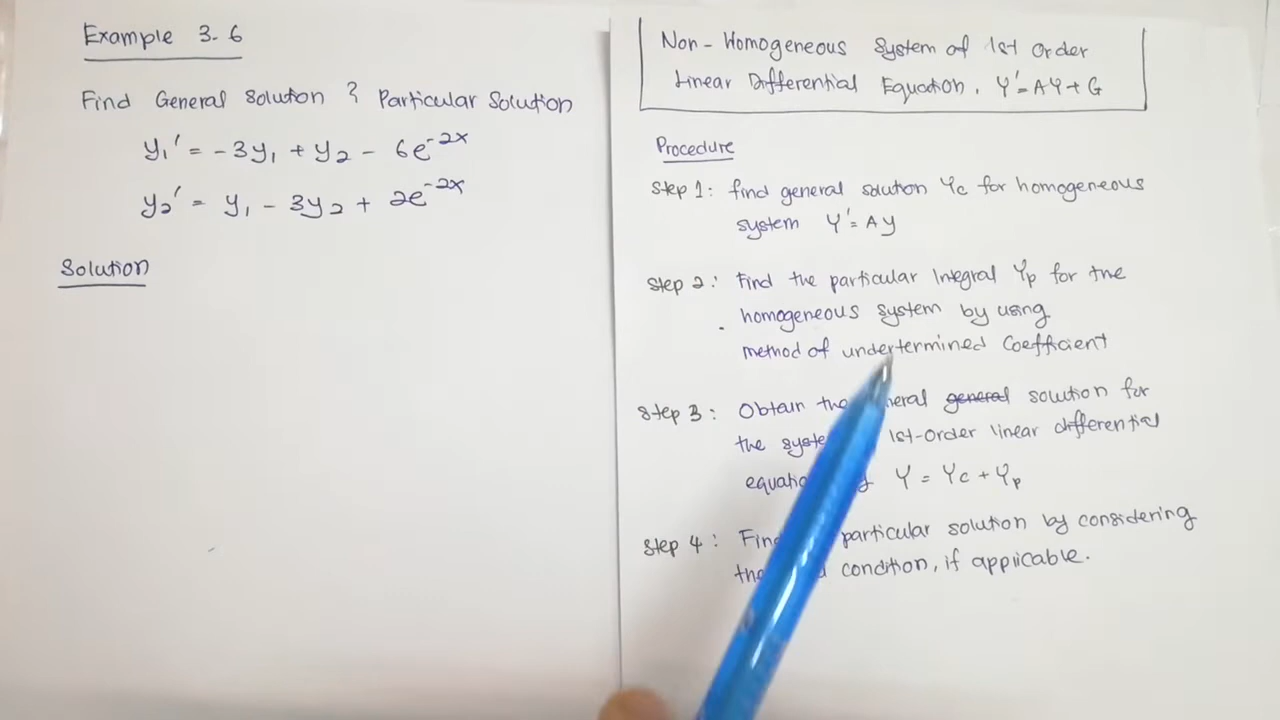 Example 3.6
Find General Solution ? Particular Solution
y₁' = -3y₁ + y₂ - 6e⁻²ˣ
y₂' = y₁ - 3y₂ + 2e⁻²ˣ
Solution
Non-Homogeneous System of 1st Order
Linear Differential Equation, Y' = AY + G
Procedure
Step 1: find general solution Yc for homogeneous
system Y' = AY
Step 2: Find the particular Integral Yp for the
homogeneous system by using
method of undertermined Coefficient
Step 3: Obtain the general solution for
the 1st-Order linear differential
Y = Yc + Yp
Step 4: particular solution by considering
condition, if applicable.